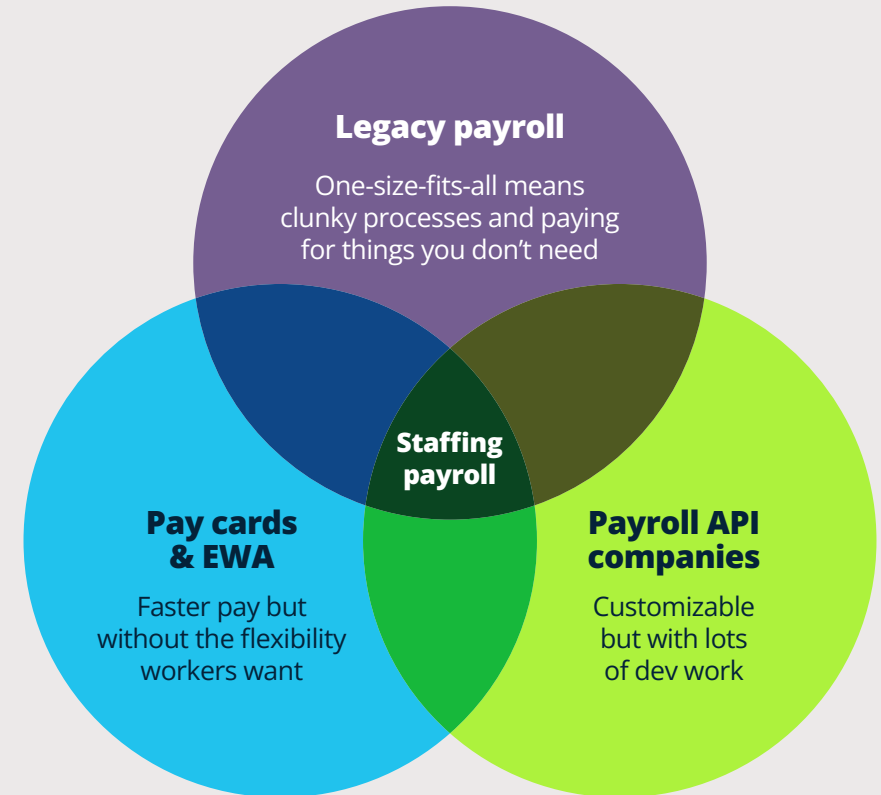 Legacy payroll
One-size-fits-all means
clunky processes and paying
for things you don’t need
Staffing
payroll
Pay cards
& EWA
Faster pay but
without the flexibility
workers want
Payroll API
companies
Customizable
but with lots
of dev work